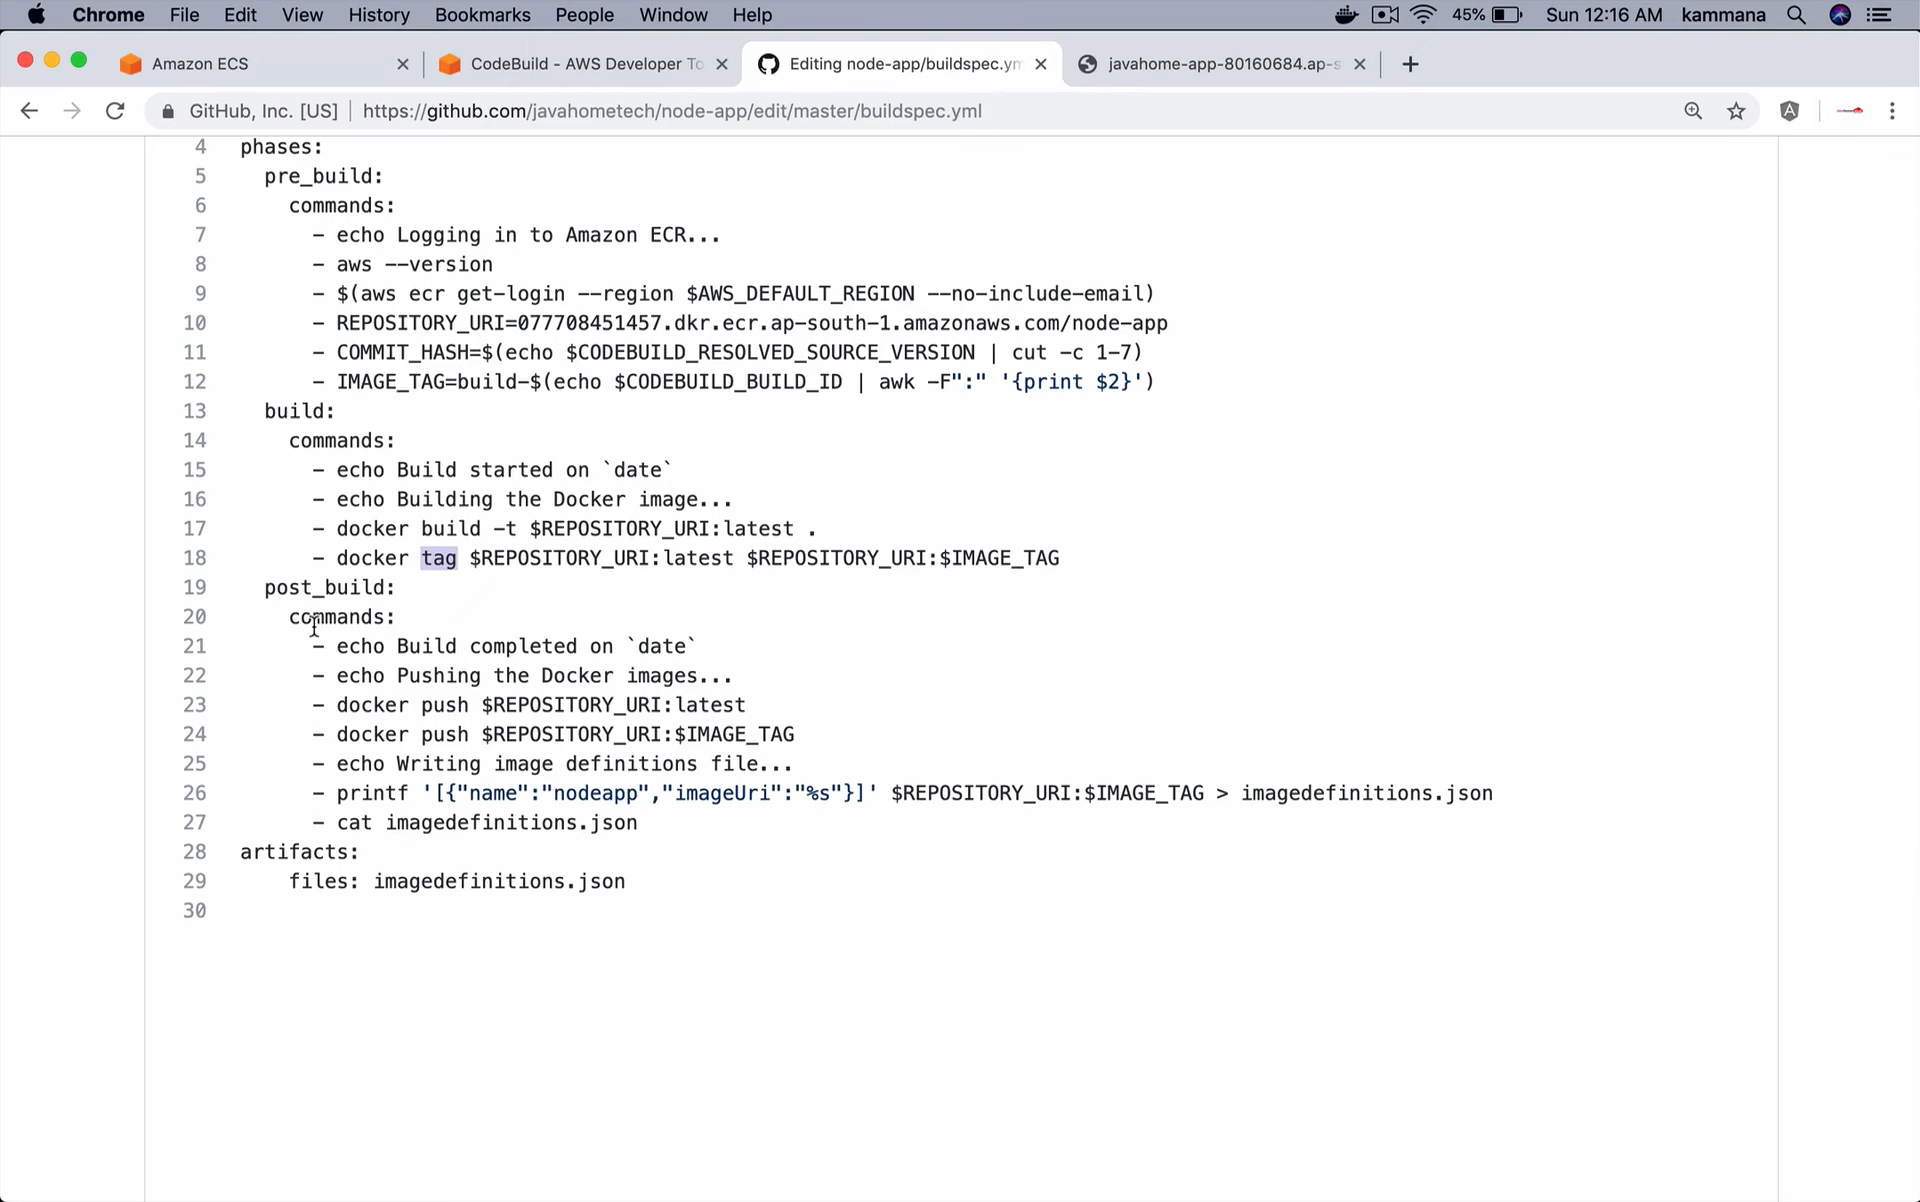 Chrome File Edit View History Bookmarks People Window Help 45% Sun 12:16 AM kammana
Amazon ECS CodeBuild - AWS Developer To Editing node-app/buildspec.ym javahome-app-80160684.ap-s
GitHub, Inc. [US] https://github.com/javahometech/node-app/edit/master/buildspec.yml
4 phases:
5 pre_build:
6 commands:
7 - echo Logging in to Amazon ECR...
8 - aws --version
9 - $(aws ecr get-login --region $AWS_DEFAULT_REGION --no-include-email)
10 - REPOSITORY_URI=077708451457.dkr.ecr.ap-south-1.amazonaws.com/node-app
11 - COMMIT_HASH=$(echo $CODEBUILD_RESOLVED_SOURCE_VERSION | cut -c 1-7)
12 - IMAGE_TAG=build-$(echo $CODEBUILD_BUILD_ID | awk -F":" '{print $2}')
13 build:
14 commands:
15 - echo Build started on `date`
16 - echo Building the Docker image...
17 - docker build -t $REPOSITORY_URI:latest .
18 - docker tag $REPOSITORY_URI:latest $REPOSITORY_URI:$IMAGE_TAG
19 post_build:
20 commands:
21 - echo Build completed on `date`
22 - echo Pushing the Docker images...
23 - docker push $REPOSITORY_URI:latest
24 - docker push $REPOSITORY_URI:$IMAGE_TAG
25 - echo Writing image definitions file...
26 - printf '[{"name":"nodeapp","imageUri":"%s"}]' $REPOSITORY_URI:$IMAGE_TAG > imagedefinitions.json
27 - cat imagedefinitions.json
28 artifacts:
29 files: imagedefinitions.json
30